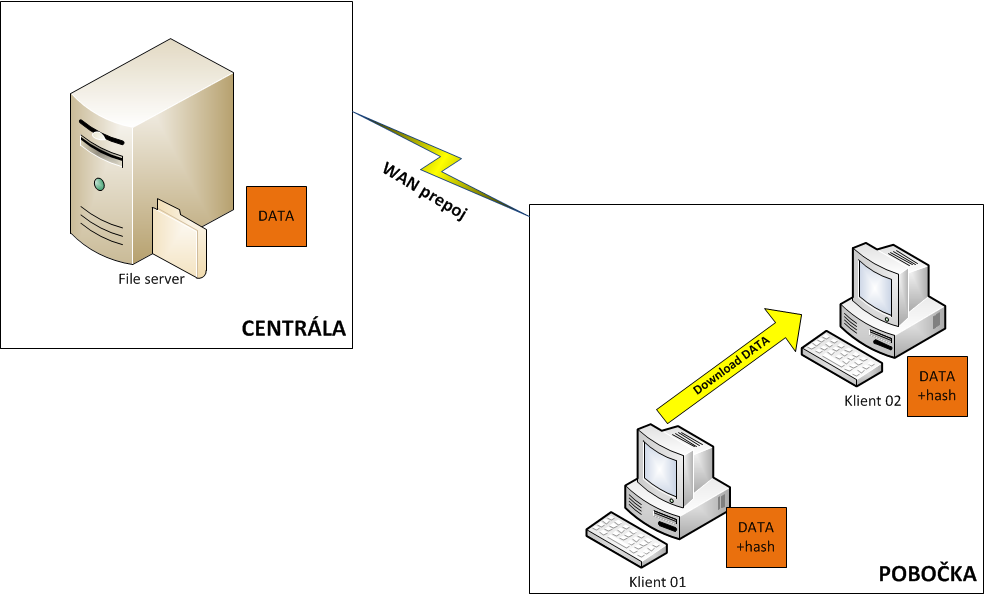 DATA
File server
CENTRÁLA
WAN prepoj
Download DATA
DATA
+hash
Klient 02
DATA
+hash
Klient 01
POBOČKA